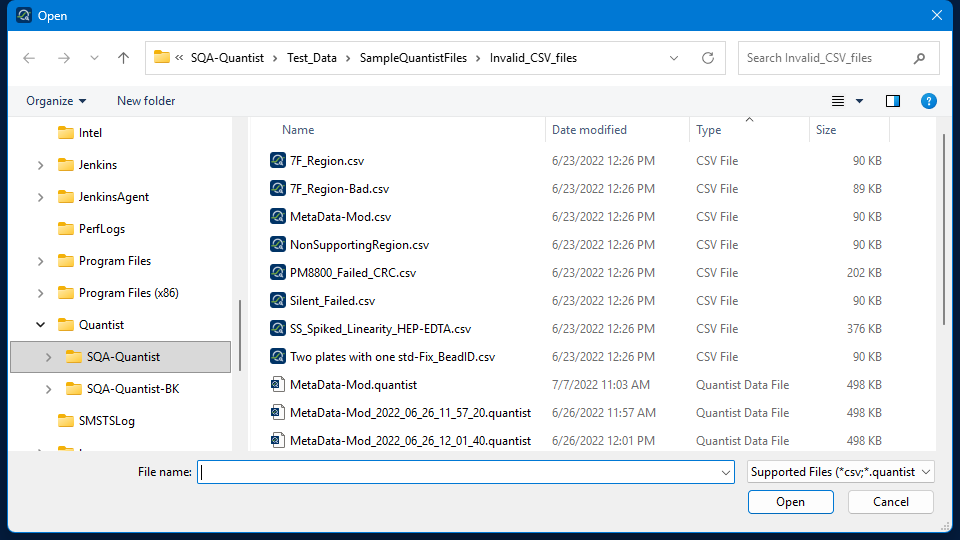 Open
« SQA-Quantist > Test_Data > SampleQuantistFiles > Invalid_CSV_files
Search Invalid_CSV_files
Organize New folder
Intel
Jenkins
JenkinsAgent
PerfLogs
Program Files
Program Files (x86)
Quantist
SQA-Quantist
SQA-Quantist-BK
SMSTSLog
Name Date modified Type Size
7F_Region.csv 6/23/2022 12:26 PM CSV File 90 KB
7F_Region-Bad.csv 6/23/2022 12:26 PM CSV File 89 KB
MetaData-Mod.csv 6/23/2022 12:26 PM CSV File 90 KB
NonSupportingRegion.csv 6/23/2022 12:26 PM CSV File 90 KB
PM8800_Failed_CRC.csv 6/23/2022 12:26 PM CSV File 202 KB
Silent_Failed.csv 6/23/2022 12:26 PM CSV File 90 KB
SS_Spiked_Linearity_HEP-EDTA.csv 6/23/2022 12:26 PM CSV File 376 KB
Two plates with one std-Fix_BeadID.csv 6/23/2022 12:26 PM CSV File 90 KB
MetaData-Mod.quantist 7/7/2022 11:03 AM Quantist Data File 498 KB
MetaData-Mod_2022_06_26_11_57_20.quantist 6/26/2022 11:57 AM Quantist Data File 498 KB
MetaData-Mod_2022_06_26_12_01_40.quantist 6/26/2022 12:01 PM Quantist Data File 498 KB
File name: Supported Files (*csv;*.quantist
Open Cancel